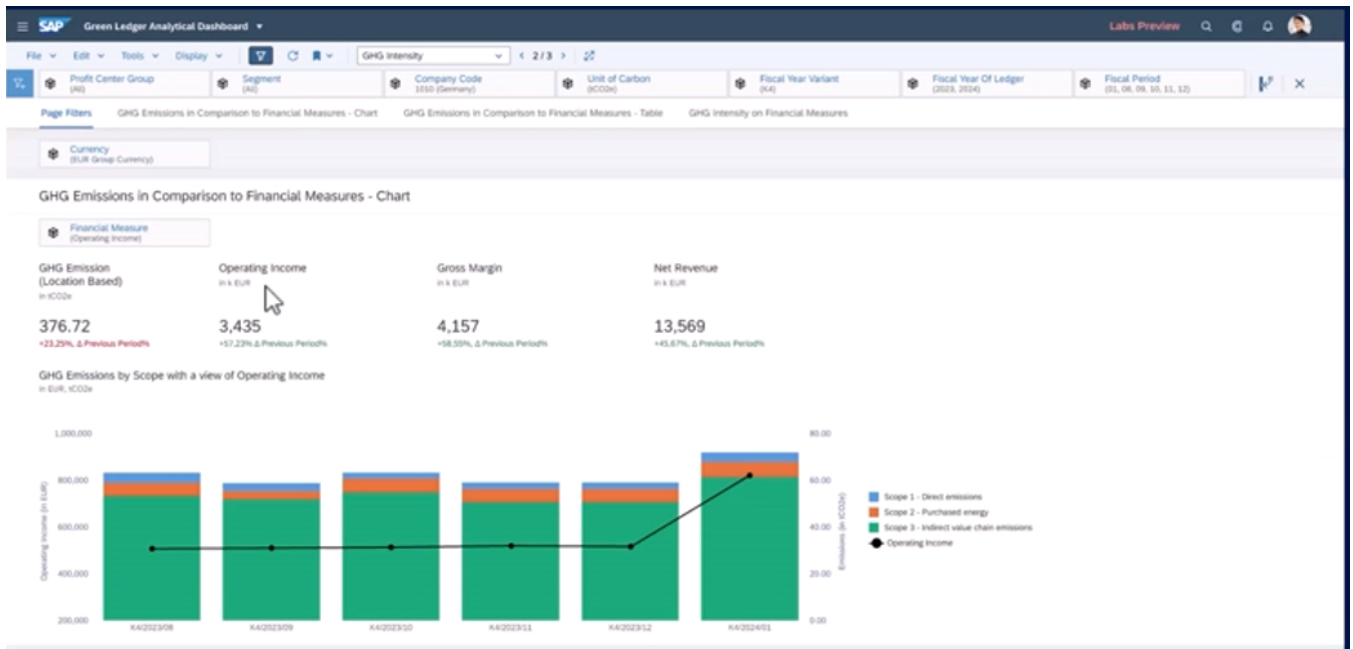 SAP Green Ledger Analytical Dashboard Labs Preview
File Edit Tools Display GHG Intensity 2/3
Profit Center Group Segment Company Code Unit of Carbon Fiscal Year Variant Fiscal Year Of Ledger Fiscal Period
(All) (All) 1010 (Germany) (tCO2e) (K4) (2023, 2024) (01, 08, 09, 10, 11, 12)
Page Filters GHG Emissions in Comparison to Financial Measures - Chart GHG Emissions in Comparison to Financial Measures - Table GHG Intensity on Financial Measures
Currency
(EUR Group Currency)
GHG Emissions in Comparison to Financial Measures - Chart
Financial Measure
(Operating Income)
GHG Emission Operating Income Gross Margin Net Revenue
(Location Based) in k EUR in k EUR in k EUR
in tCO2e
376.72 3,435 4,157 13,569
+23.25%, Δ Previous Period% +57.23% Δ Previous Period% +58.55%, Δ Previous Period% +45.67%, Δ Previous Period%
GHG Emissions by Scope with a view of Operating Income
in EUR, tCO2e
1,000,000 80.00
800,000 60.00
Scope 1 - Direct emissions
Scope 2 - Purchased energy
600,000 40.00 Scope 3 - Indirect value chain emissions
Operating Income
400,000 20.00
200,000 0.00
Operating Income (in EUR)
Emissions (in tCO2e)
K4/2023/08 K4/2023/09 K4/2023/10 K4/2023/11 K4/2023/12 K4/2024/01